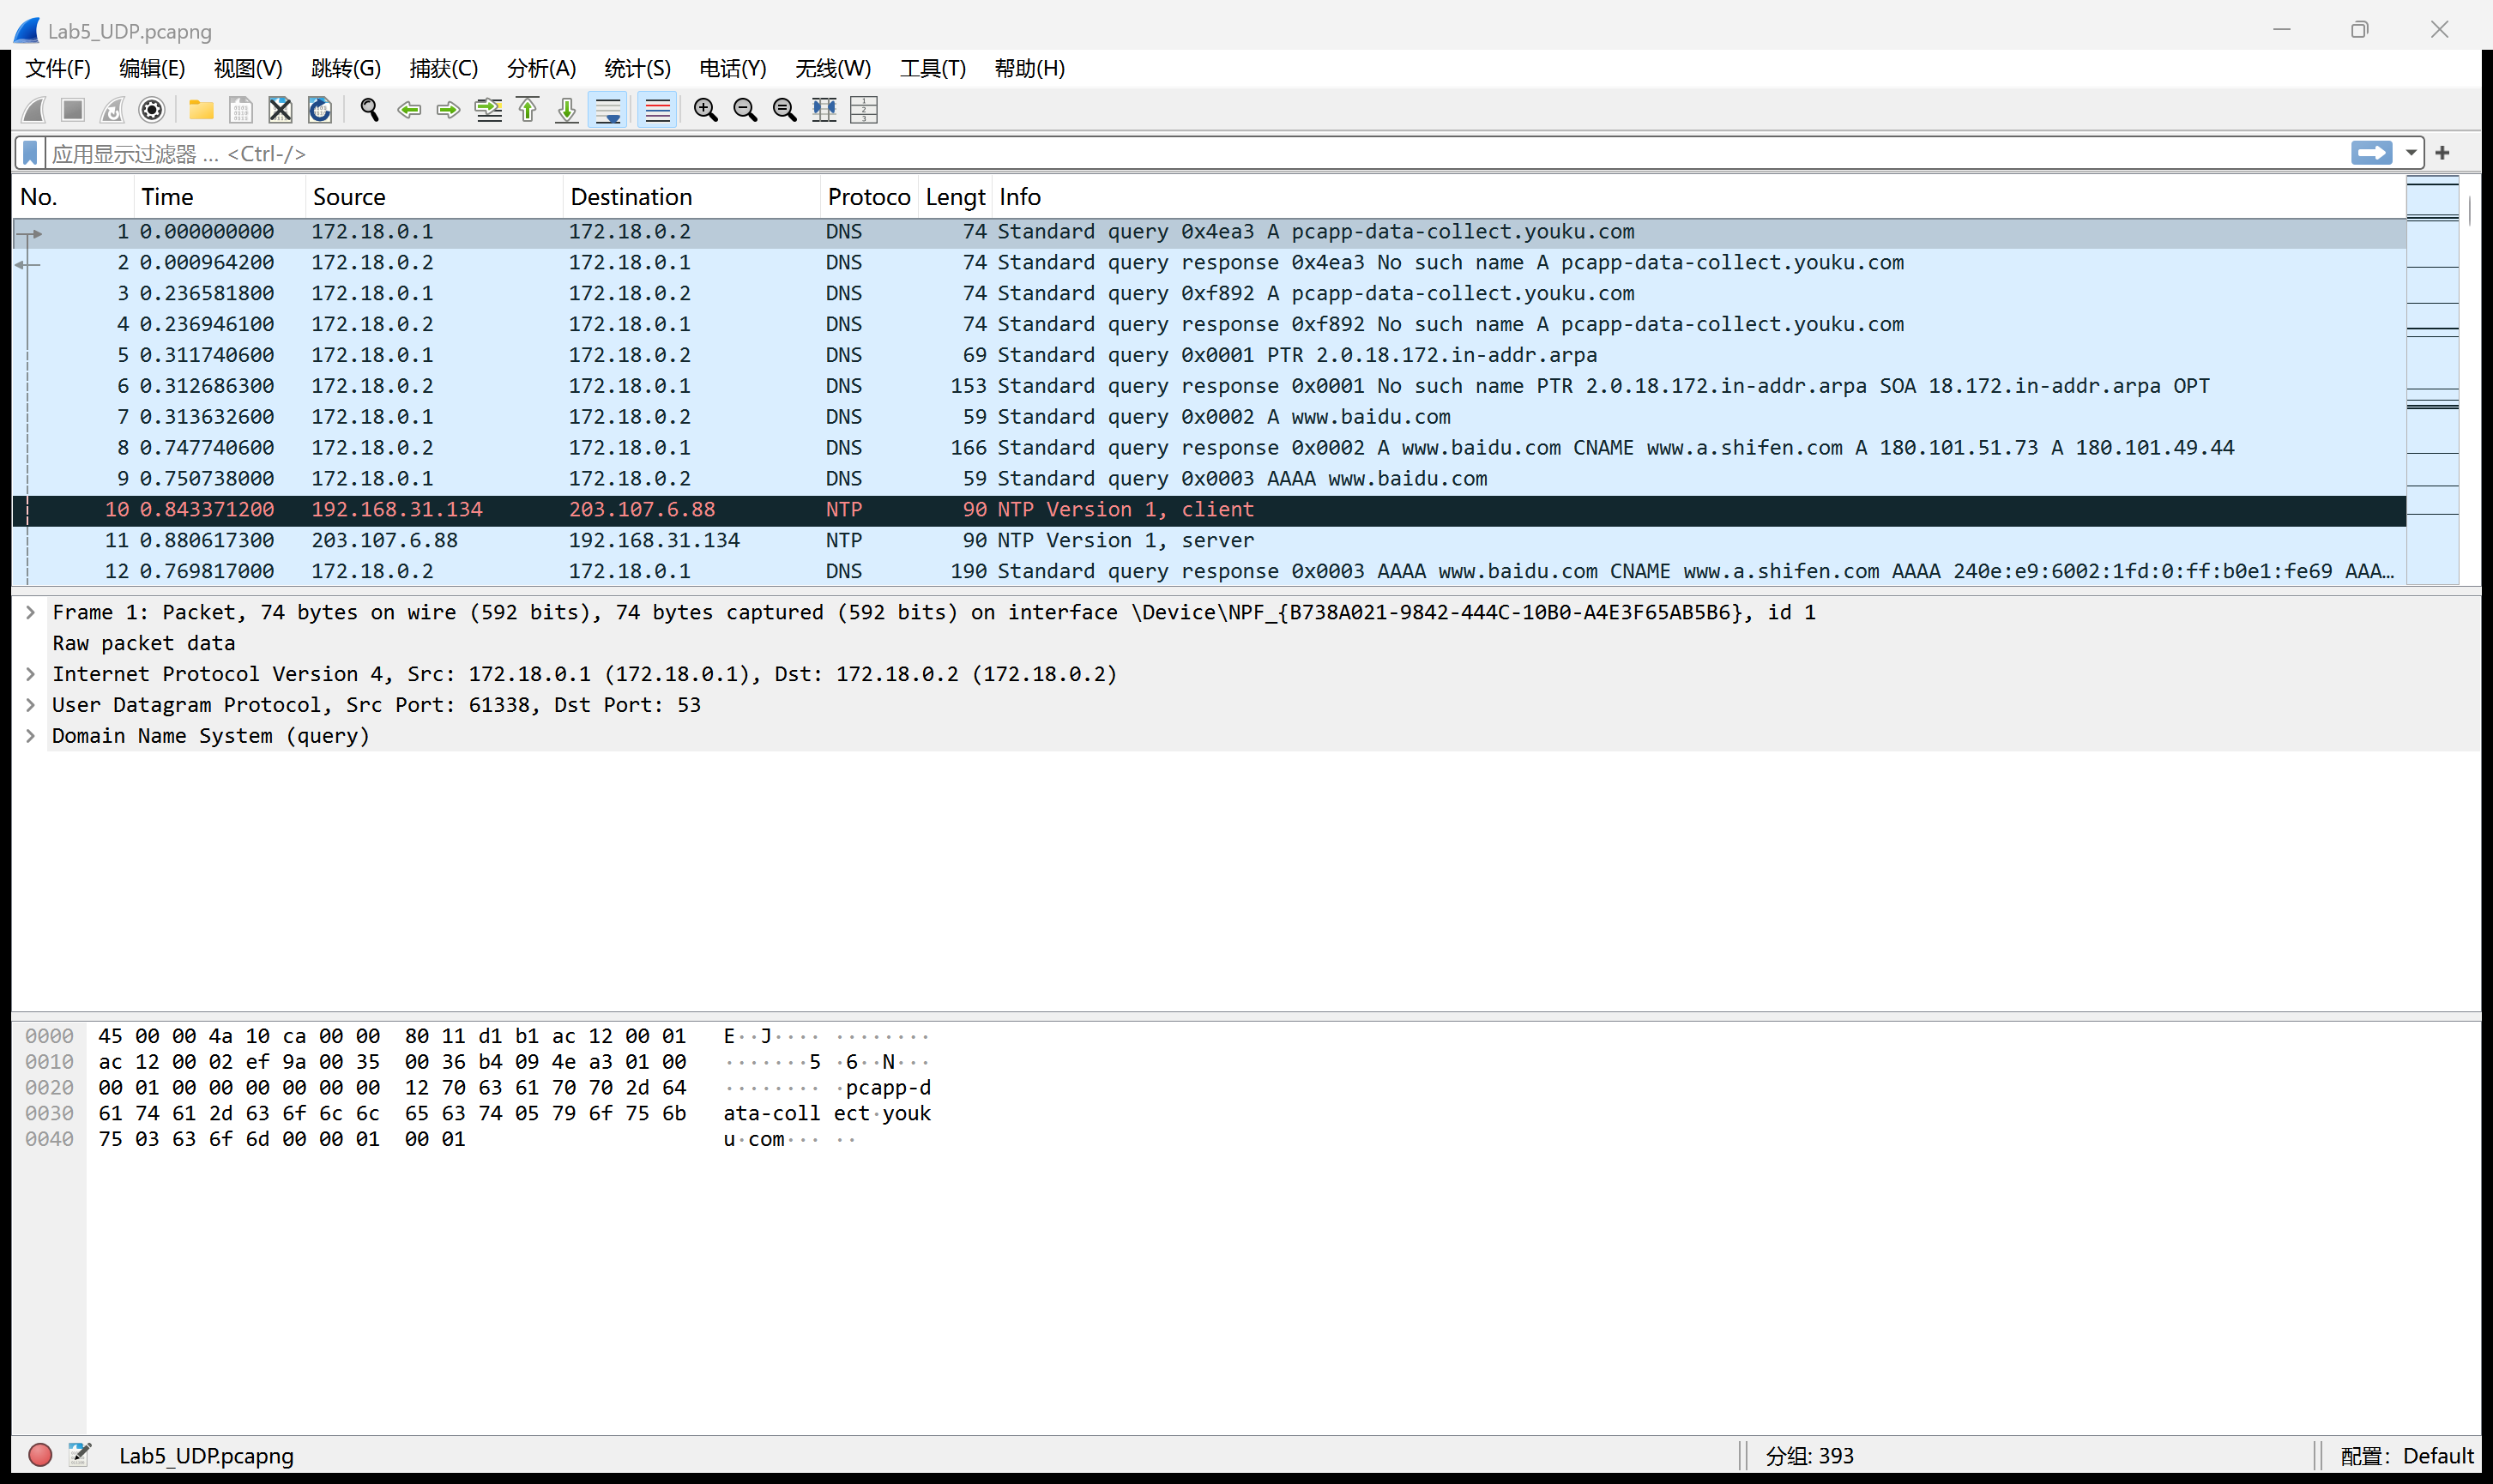 Lab5_UDP.pcapng
文件(F) 编辑(E) 视图(V) 跳转(G) 捕获(C) 分析(A) 统计(S) 电话(Y) 无线(W) 工具(T) 帮助(H)
应用显示过滤器 … <Ctrl-/>
No. Time Source Destination Protoco Lengt Info
1 0.000000000 172.18.0.1 172.18.0.2 DNS 74 Standard query 0x4ea3 A pcapp-data-collect.youku.com
2 0.000964200 172.18.0.2 172.18.0.1 DNS 74 Standard query response 0x4ea3 No such name A pcapp-data-collect.youku.com
3 0.236581800 172.18.0.1 172.18.0.2 DNS 74 Standard query 0xf892 A pcapp-data-collect.youku.com
4 0.236946100 172.18.0.2 172.18.0.1 DNS 74 Standard query response 0xf892 No such name A pcapp-data-collect.youku.com
5 0.311740600 172.18.0.1 172.18.0.2 DNS 69 Standard query 0x0001 PTR 2.0.18.172.in-addr.arpa
6 0.312686300 172.18.0.2 172.18.0.1 DNS 153 Standard query response 0x0001 No such name PTR 2.0.18.172.in-addr.arpa SOA 18.172.in-addr.arpa OPT
7 0.313632600 172.18.0.1 172.18.0.2 DNS 59 Standard query 0x0002 A www.baidu.com
8 0.747740600 172.18.0.2 172.18.0.1 DNS 166 Standard query response 0x0002 A www.baidu.com CNAME www.a.shifen.com A 180.101.51.73 A 180.101.49.44
9 0.750738000 172.18.0.1 172.18.0.2 DNS 59 Standard query 0x0003 AAAA www.baidu.com
10 0.843371200 192.168.31.134 203.107.6.88 NTP 90 NTP Version 1, client
11 0.880617300 203.107.6.88 192.168.31.134 NTP 90 NTP Version 1, server
12 0.769817000 172.18.0.2 172.18.0.1 DNS 190 Standard query response 0x0003 AAAA www.baidu.com CNAME www.a.shifen.com AAAA 240e:e9:6002:1fd:0:ff:b0e1:fe69 AAA…
Frame 1: Packet, 74 bytes on wire (592 bits), 74 bytes captured (592 bits) on interface \Device\NPF_{B738A021-9842-444C-10B0-A4E3F65AB5B6}, id 1
Raw packet data
Internet Protocol Version 4, Src: 172.18.0.1 (172.18.0.1), Dst: 172.18.0.2 (172.18.0.2)
User Datagram Protocol, Src Port: 61338, Dst Port: 53
Domain Name System (query)
0000 45 00 00 4a 10 ca 00 00 80 11 d1 b1 ac 12 00 01 E··J···· ········
0010 ac 12 00 02 ef 9a 00 35 00 36 b4 09 4e a3 01 00 ·······5 ·6··N···
0020 00 01 00 00 00 00 00 00 12 70 63 61 70 70 2d 64 ········ ·pcapp-d
0030 61 74 61 2d 63 6f 6c 6c 65 63 74 05 79 6f 75 6b ata-coll ect·youk
0040 75 03 63 6f 6d 00 00 01 00 01 u·com··· ··
Lab5_UDP.pcapng 分组: 393 配置: Default